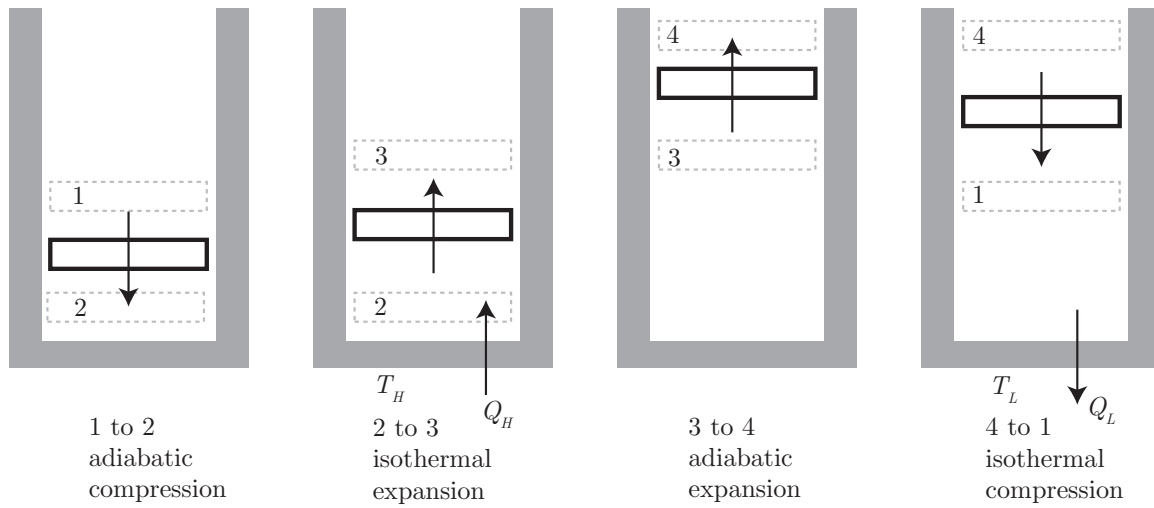 1
2
3
2
T_H
Q_H
4
3
4
1
T_L
Q_L
1 to 2
adiabatic
compression
2 to 3
isothermal
expansion
3 to 4
adiabatic
expansion
4 to 1
isothermal
compression